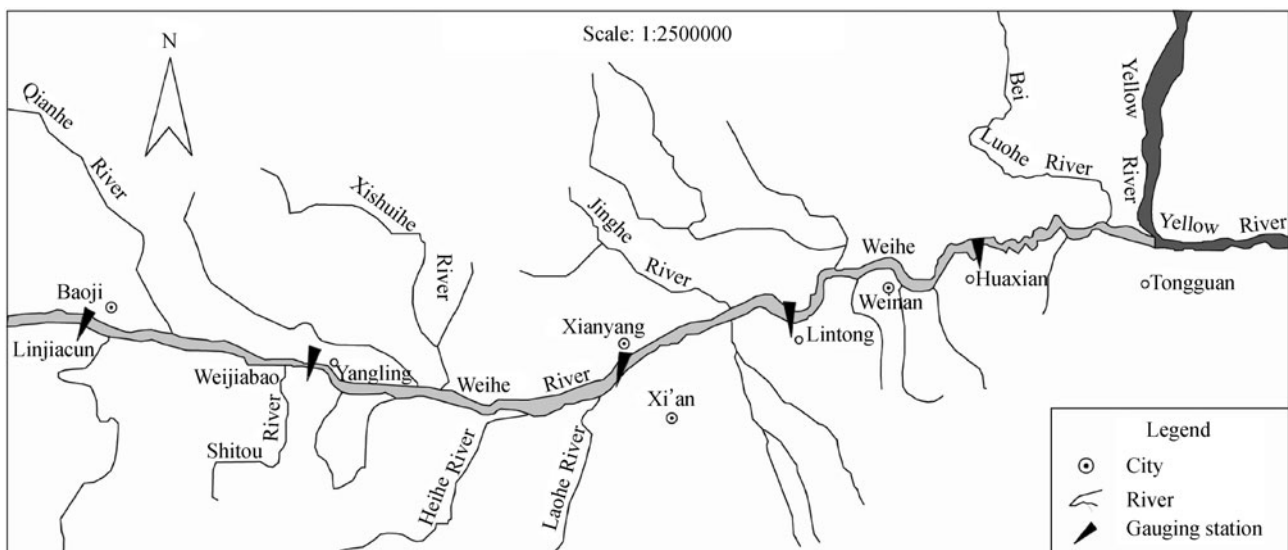 Scale: 1:2500000
N
Qianhe
River
Xishuihe
River
Jinghe
River
Bei
Luohe
River
Yellow
River
Yellow River
Baoji
Linjiacun
Weijiabao
Yangling
Shitou
River
Weihe
River
Heihe River
Laohe River
Xianyang
Xi'an
Lintong
Weihe
Weinan
Huaxian
Tongguan
Legend
City
River
Gauging station